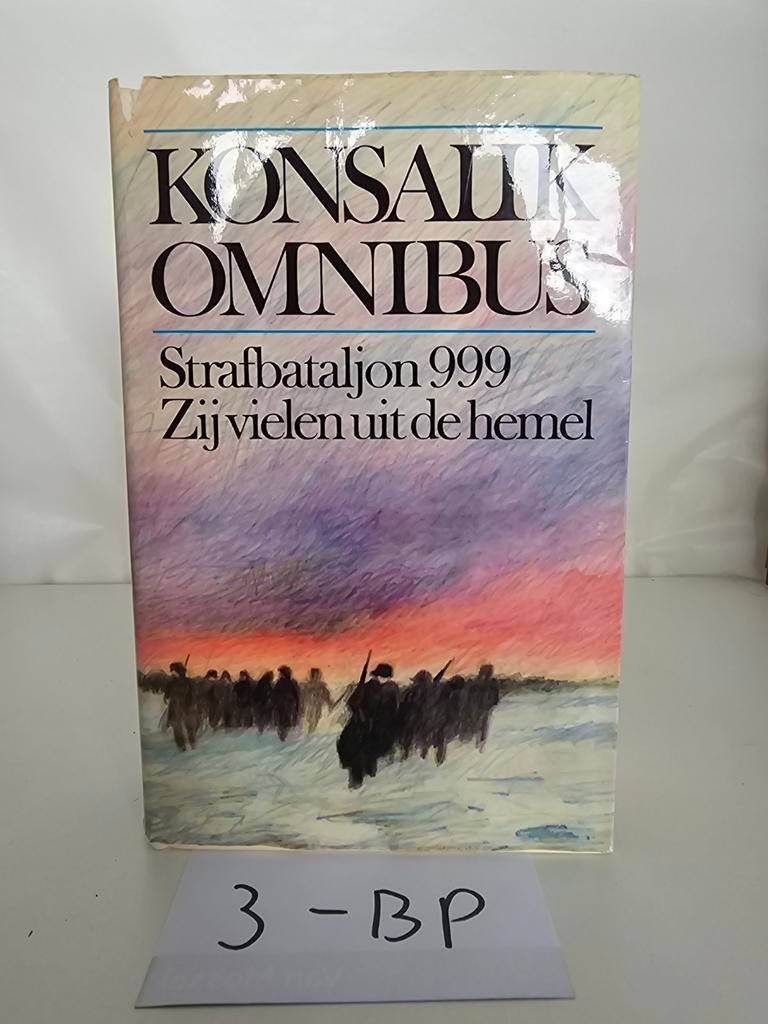 KONSALIK
OMNIBUS
Strafbataljon 999
Zij vielen uit de hemel
3-BP